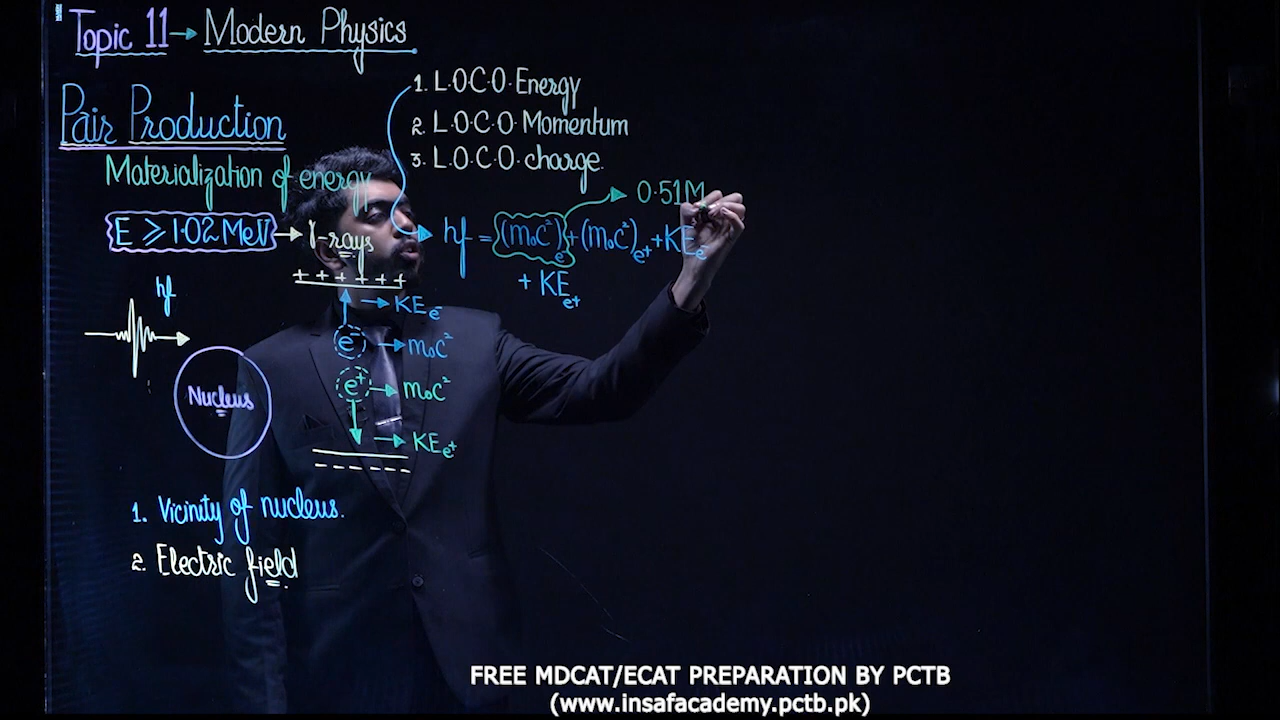 Topic 11 → Modern Physics
Pair Production
Materialization of energy
E ⩾ 1.02 MeV → γ-rays
1. L.O.C.O. Energy
2. L.O.C.O. Momentum
3. L.O.C.O. charge.
0.51M
hf = (m₀c²)e⁻ + (m₀c²)e⁺ + KEe⁻
+ KEe⁺
hf
+ + + + + +
KEe⁻
e⁻ → m₀c²
e⁺ → m₀c²
Nucleus
KEe⁺
- - - - - -
1. Vicinity of nucleus.
2. Electric field
FREE MDCAT/ECAT PREPARATION BY PCTB
(www.insafacademy.pctb.pk)